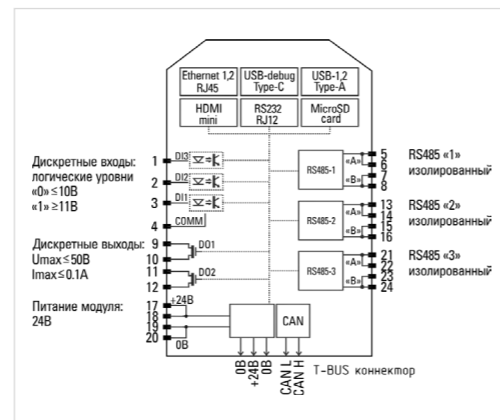 Ethernet 1,2
RJ45
USB-debug
Type-C
USB-1,2
Type-A
HDMI
mini
RS232
RJ12
MicroSD
card
Дискретные входы:
логические уровни
«0» ≤10В
«1» ≥11В
1 DI3
2 DI2
3 DI1
4 COMM
Дискретные выходы:
Umax≤50В
Imax≤0.1А
9 DO1
10
11 DO2
12
Питание модуля:
24В
17 +24В
18
19
20 0В
RS485-1
«А»
«В»
5
6
7
8
RS485 «1»
изолированный
RS485-2
«А»
«В»
13
14
15
16
RS485 «2»
изолированный
RS485-3
«А»
«В»
21
22
23
24
RS485 «3»
изолированный
CAN
0В
+24В
0В
CAN L
CAN H
T-BUS коннектор